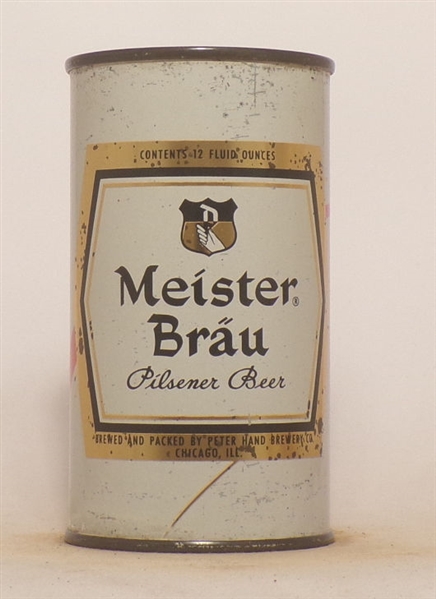 CONTENTS 12 FLUID OUNCES
Meister®
Bräu
Pilsener Beer
BREWED AND PACKED BY PETER HAND BREWERY CO.
CHICAGO, ILL.